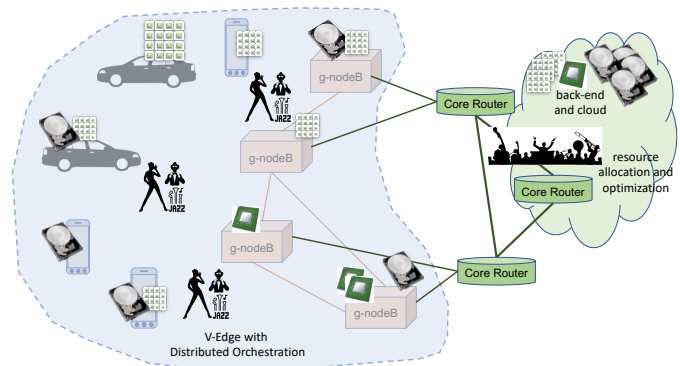 g-nodeB
Core Router
back-end
and cloud
g-nodeB
JAZZ
resource
allocation and
optimization
Core Router
JAZZ
g-nodeB
Core Router
g-nodeB
JAZZ
V-Edge with
Distributed Orchestration